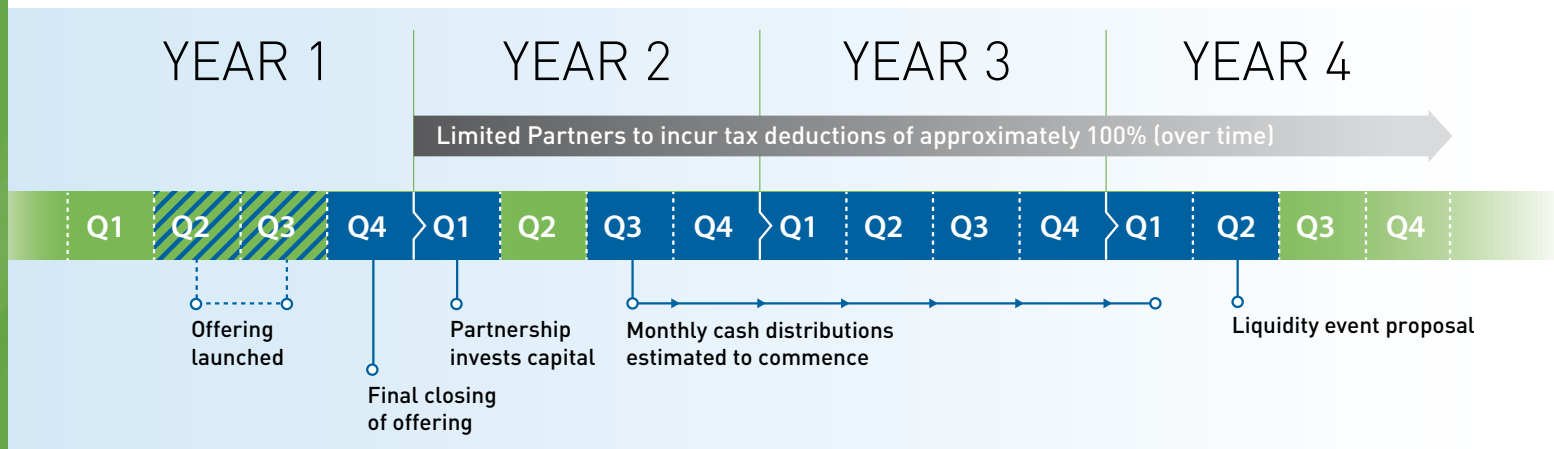 YEAR 1 YEAR 2 YEAR 3 YEAR 4
Limited Partners to incur tax deductions of approximately 100% (over time)
Q1 Q2 Q3 Q4 Q1 Q2 Q3 Q4 Q1 Q2 Q3 Q4 Q1 Q2 Q3 Q4
Offering
launched
Final closing
of offering
Partnership
invests capital
Monthly cash distributions
estimated to commence
Liquidity event proposal